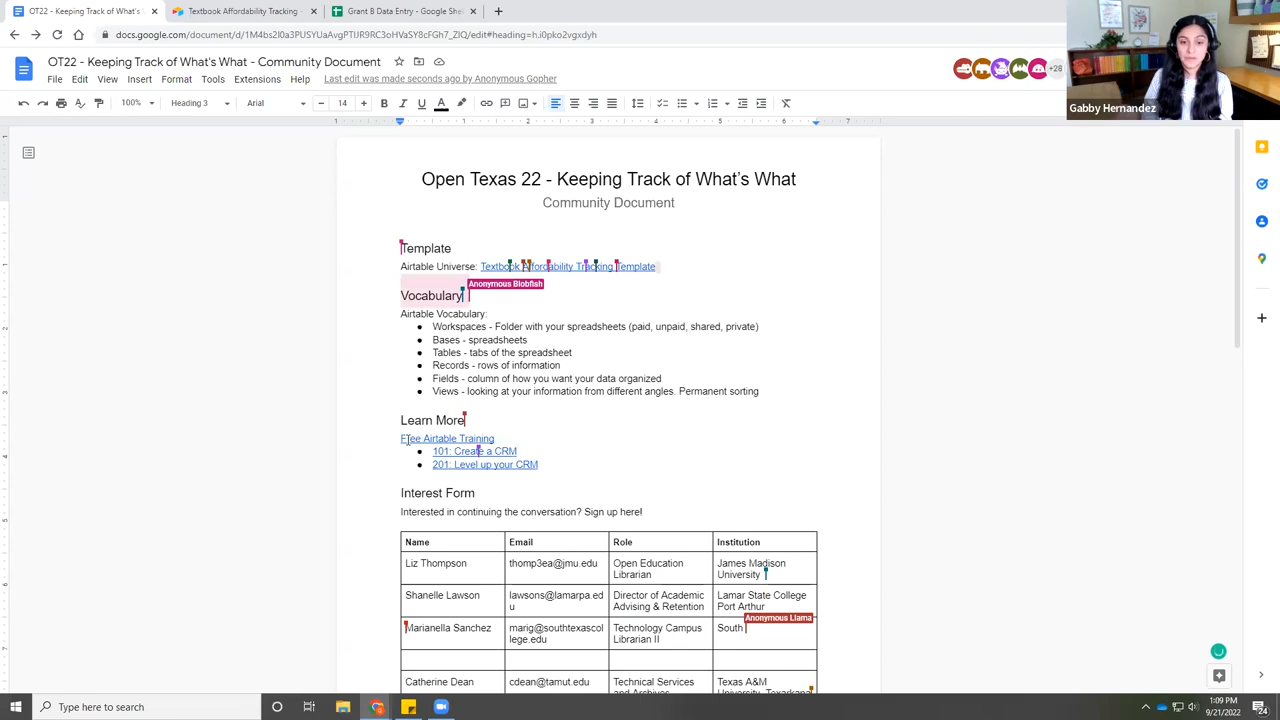 OT22 - Keeping Track of What's W
Textbook Affordability Tracking -
Grant B Data Entry - Google She
docs.google.com/document/d/1M4bs2I0a3PUSYUaAvgPTIJR9RC3oHVaSY8cFGh7_ZIQ/edit#heading=h.i0pko2vgxdyh
OT22 - Keeping Track of What's What - Community Document
File Edit View Insert Format Tools Extensions Last edit was made seconds ago by Anonymous Gopher
+28
Gabby Hernandez
100% Heading 3 Arial 14
Open Texas 22 - Keeping Track of What's What
Community Document
Template
Airtable Universe: Textbook Affordability Tracking Template
Anonymous Blobfish
Vocabulary
Airtable Vocabulary:
● Workspaces - Folder with your spreadsheets (paid, unpaid, shared, private)
● Bases - spreadsheets
● Tables - tabs of the spreadsheet
● Records - rows of information
● Fields - column of how you want your data organized
● Views - looking at your information from different angles. Permanent sorting
Learn More
Free Airtable Training
● 101: Create a CRM
● 201: Level up your CRM
Interest Form
Interested in continuing the conversation? Sign up here!
Name Email Role Institution
Liz Thompson thomp3ea@jmu.edu Open Education Librarian James Madison University
Shanelle Lawson lawsons@lamarpa.edu Director of Academic Advising & Retention Lamar State College Port Arthur
Anonymous Llama
Marianella Sanchez marig@southtexascollege.edu Technology Campus Librarian II South
Catherine Dean cdean@tamut.edu Technical Services and Archives Texas A&M University, Texarkana
Type here to search
1:09 PM
9/21/2022
24